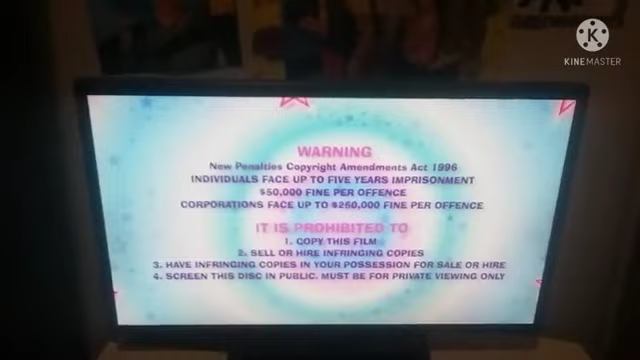 K
KINEMASTER
WARNING
New Penalties Copyright Amendments Act 1996
INDIVIDUALS FACE UP TO FIVE YEARS IMPRISONMENT
$50,000 FINE PER OFFENCE
CORPORATIONS FACE UP TO $250,000 FINE PER OFFENCE
IT IS PROHIBITED TO
1. COPY THIS FILM
2. SELL OR HIRE INFRINGING COPIES
3. HAVE INFRINGING COPIES IN YOUR POSSESSION FOR SALE OR HIRE
4. SCREEN THIS DISC IN PUBLIC. MUST BE FOR PRIVATE VIEWING ONLY